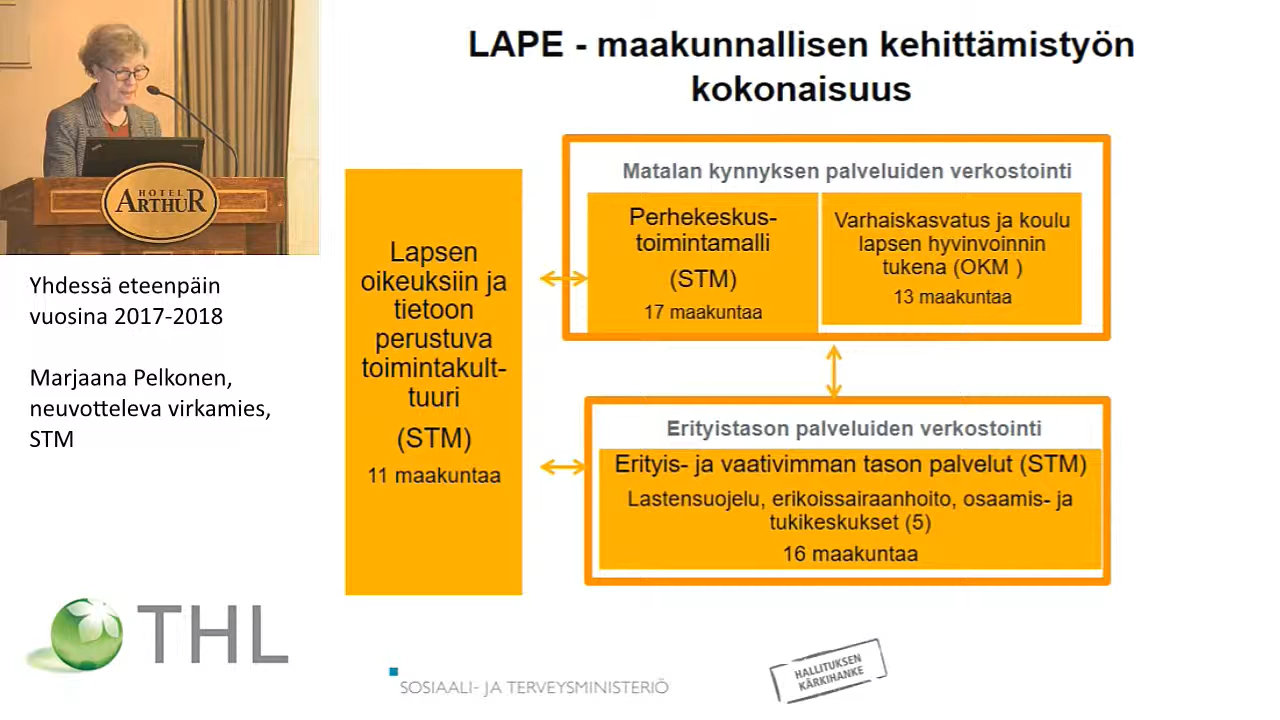 LAPE - maakunnallisen kehittämistyön
kokonaisuus
HOTEL
ARTHUR
Yhdessä eteenpäin
vuosina 2017-2018
Marjaana Pelkonen,
neuvotteleva virkamies,
STM
THL
Lapsen
oikeuksiin ja
tietoon
perustuva
toimintakult-
tuuri
(STM)
11 maakuntaa
Matalan kynnyksen palveluiden verkostointi
Perhekeskus-
toimintamalli
(STM)
17 maakuntaa
Varhaiskasvatus ja koulu
lapsen hyvinvoinnin
tukena (OKM )
13 maakuntaa
Erityistason palveluiden verkostointi
Erityis- ja vaativimman tason palvelut (STM)
Lastensuojelu, erikoissairaanhoito, osaamis- ja
tukikeskukset (5)
16 maakuntaa
SOSIAALI- JA TERVEYSMINISTERIÖ
HALLITUKSEN
KÄRKIHANKE